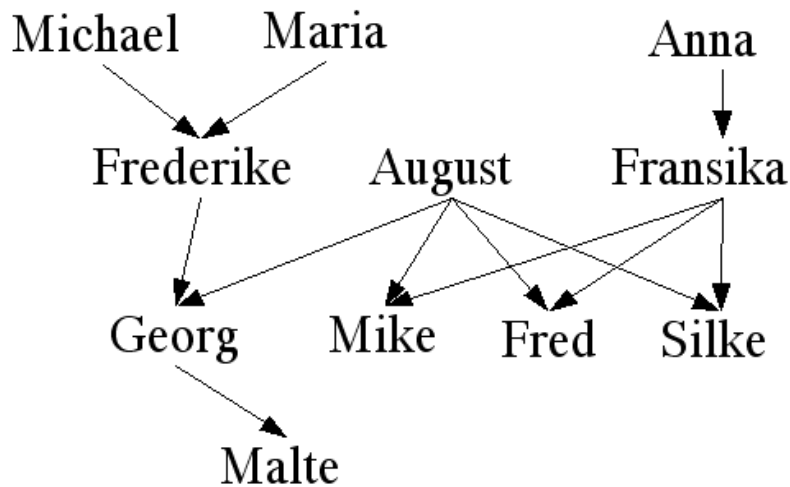 Michael Maria Anna
Frederike August Fransika
Georg Mike Fred Silke
Malte